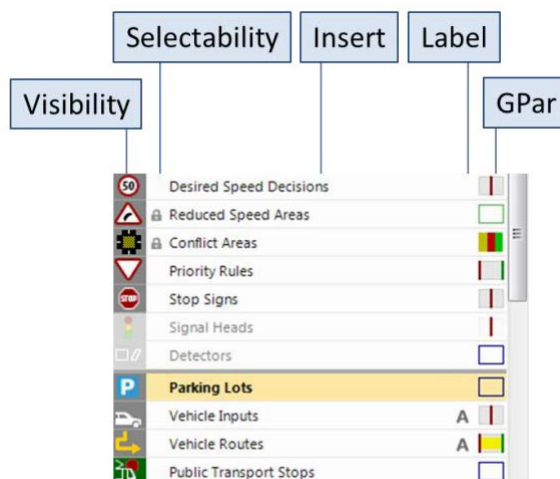 Selectability Insert Label
Visibility GPar
50 Desired Speed Decisions
Reduced Speed Areas
Conflict Areas
Priority Rules
STOP Stop Signs
Signal Heads
Detectors
P Parking Lots
Vehicle Inputs A
Vehicle Routes A
Public Transport Stops